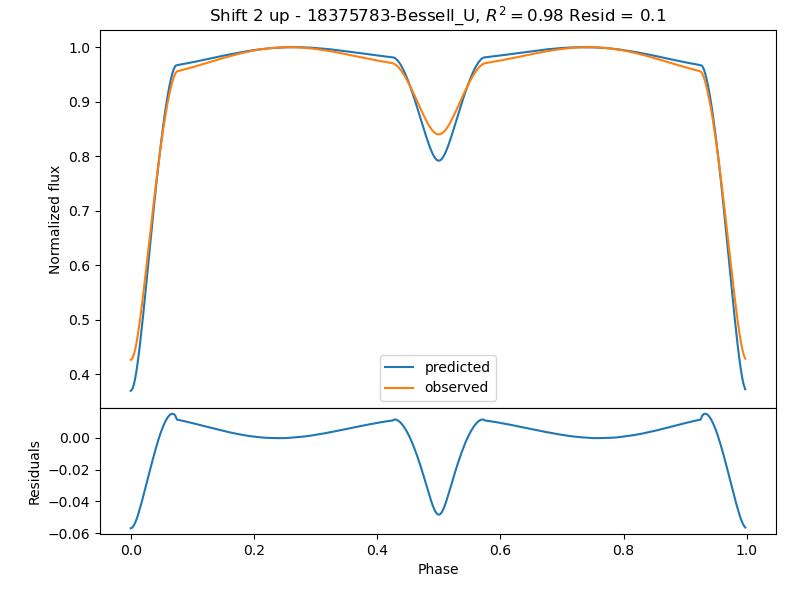 Shift 2 up - 18375783-Bessell_U, R² = 0.98 Resid = 0.1
1.0
0.9
0.8
0.7
0.6
0.5
0.4
Normalized flux
predicted
observed
0.00
−0.02
−0.04
−0.06
Residuals
0.0 0.2 0.4 0.6 0.8 1.0
Phase